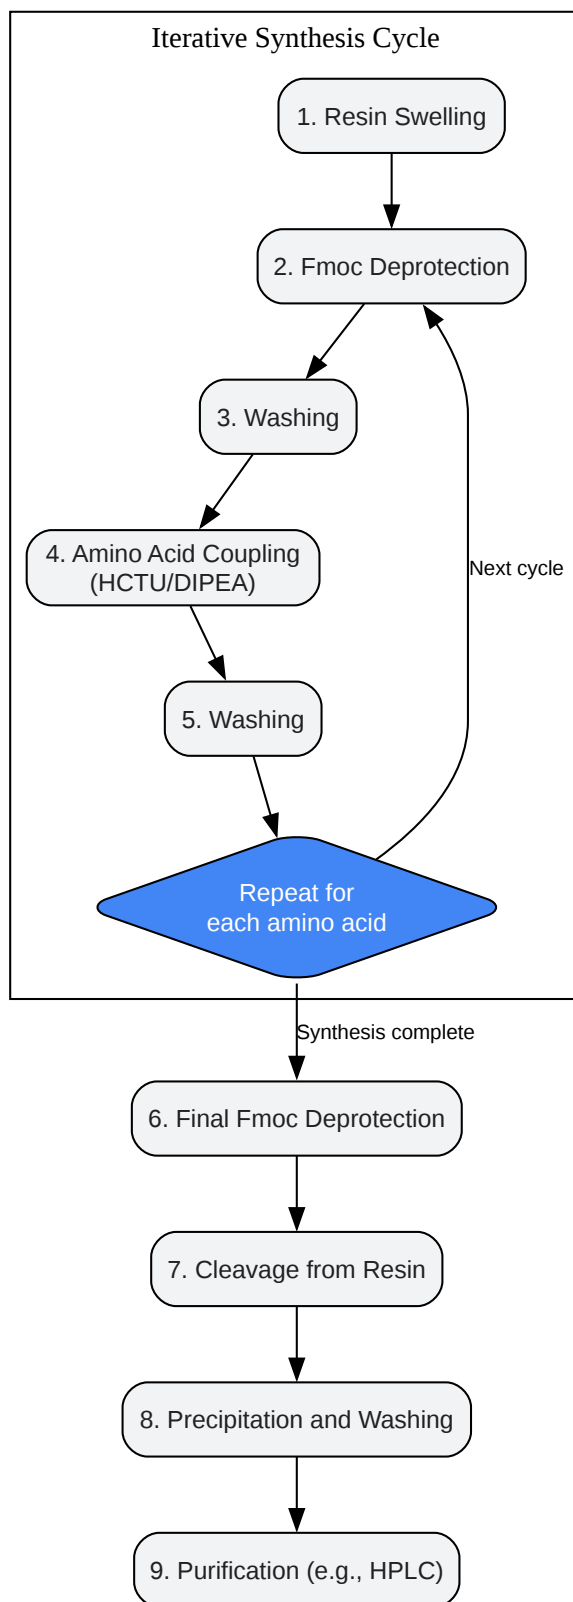 Iterative Synthesis Cycle
1. Resin Swelling
2. Fmoc Deprotection
3. Washing
4. Amino Acid Coupling
(HCTU/DIPEA)
Next cycle
5. Washing
Repeat for
each amino acid
Synthesis complete
6. Final Fmoc Deprotection
7. Cleavage from Resin
8. Precipitation and Washing
9. Purification (e.g., HPLC)